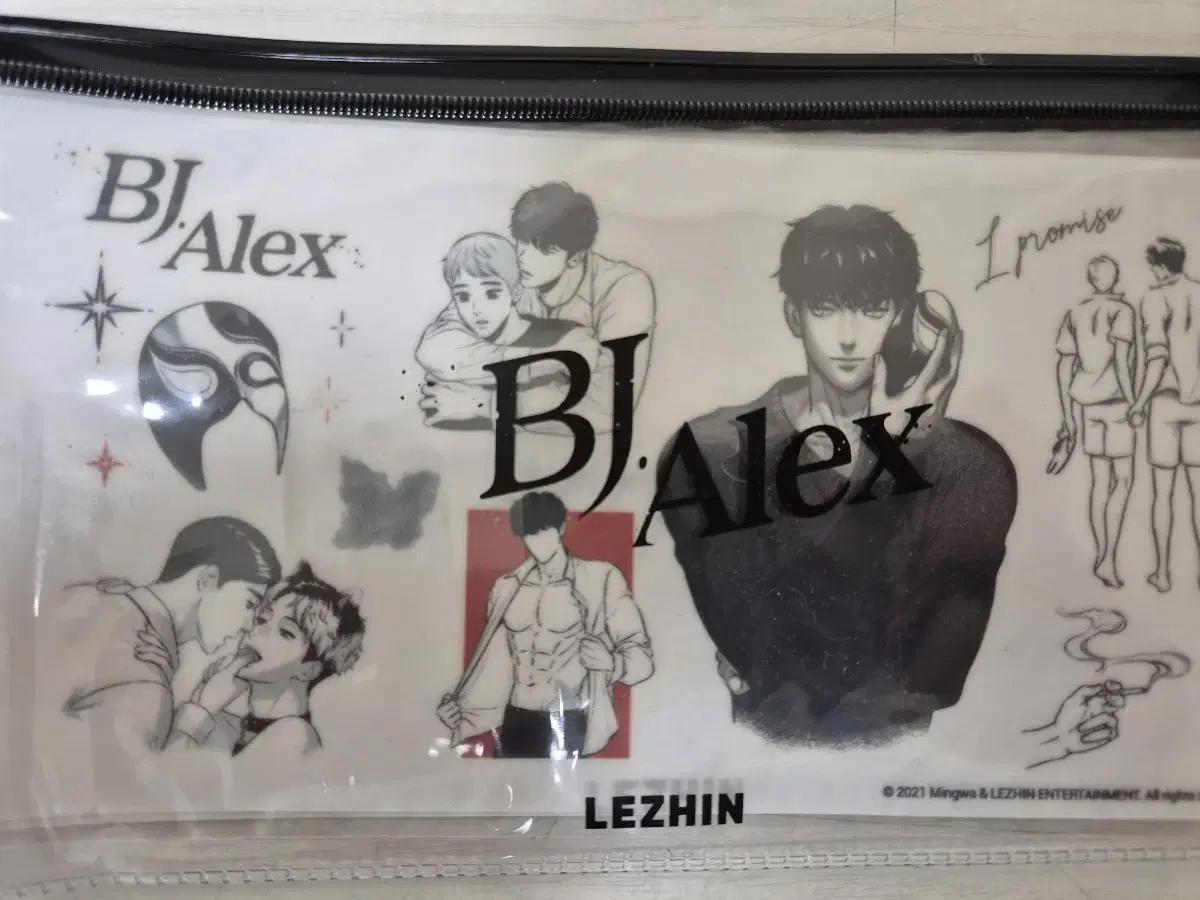 BJ.
Alex
I promise
BJ.
Alex
LEZHIN
© 2021 Mingwa & LEZHIN ENTERTAINMENT. All rights